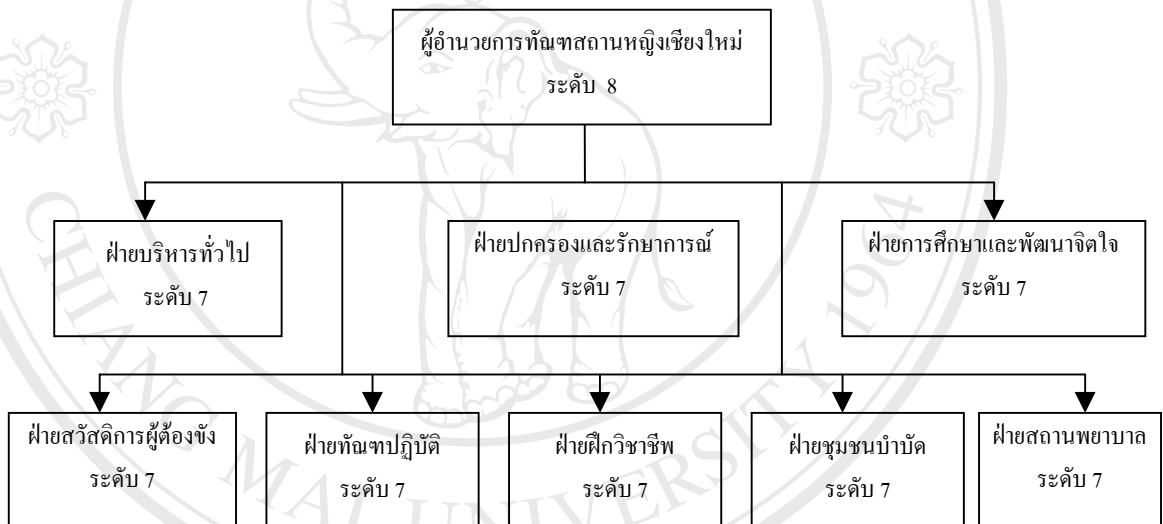 ผู้อำนวยการทัณฑสถานหญิงเชียงใหม่
ระดับ 8
ฝ่ายบริหารทั่วไป
ระดับ 7
ฝ่ายปกครองและรักษาการณ์
ระดับ 7
ฝ่ายการศึกษาและพัฒนาจิตใจ
ระดับ 7
ฝ่ายสวัสดิการผู้ต้องขัง
ระดับ 7
ฝ่ายทัณฑปฏิบัติ
ระดับ 7
ฝ่ายฝึกวิชาชีพ
ระดับ 7
ฝ่ายชุมชนบำบัด
ระดับ 7
ฝ่ายสถานพยาบาล
ระดับ 7
CHIANG MAI UNIVERSITY 1964